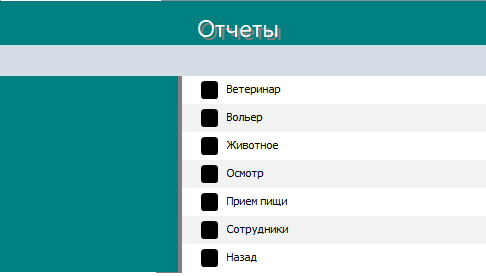 Отчеты
Ветеринар
Вольер
Животное
Осмотр
Прием пищи
Сотрудники
Назад